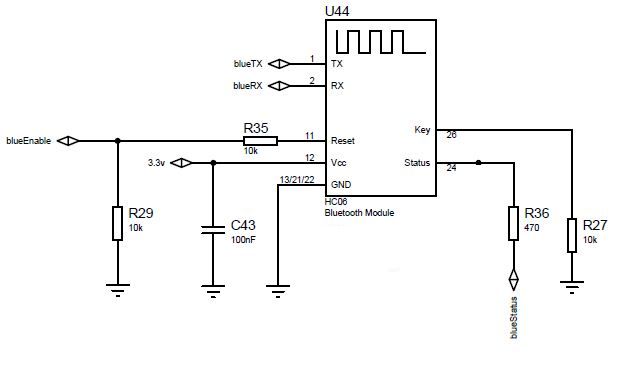 U44
blueTX
1
TX
blueRX
2
RX
blueEnable
R35
10k
11
Reset
Key
26
3.3v
12
Vcc
Status
24
13/21/22
GND
HC06
Bluetooth Module
R29
10k
C43
100nF
R36
470
R27
10k
blueStatus